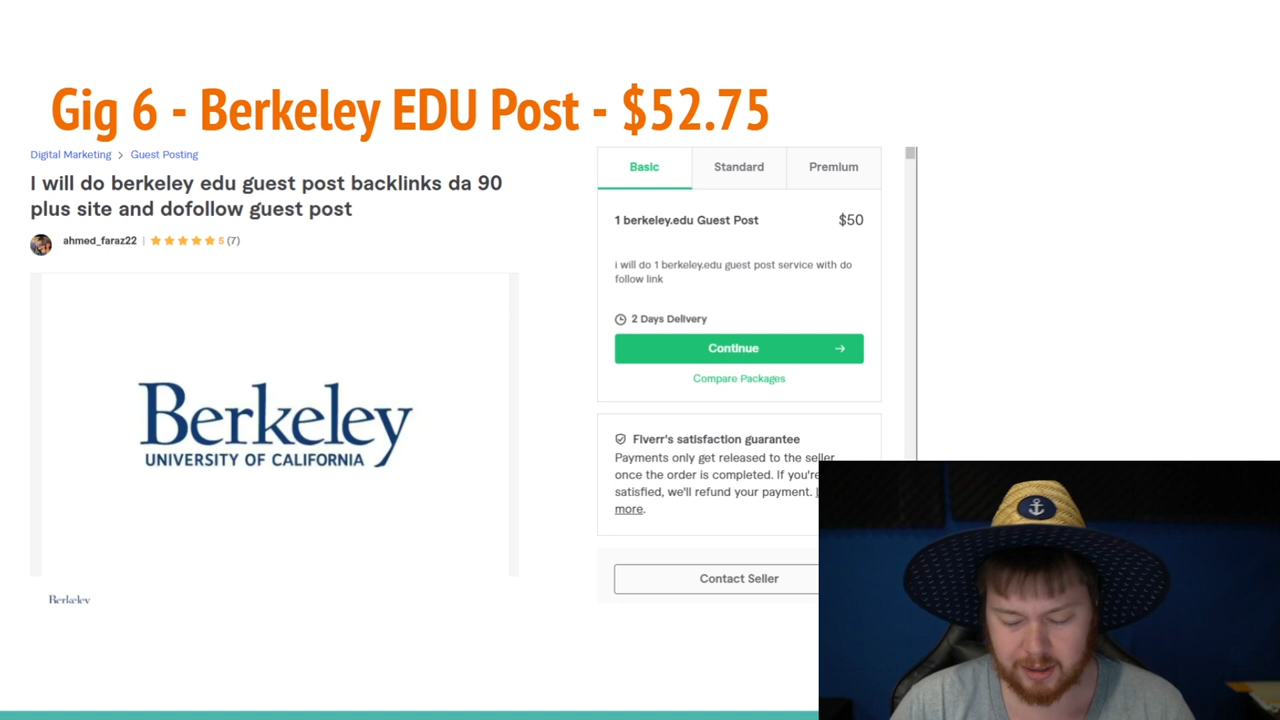 Gig 6 - Berkeley EDU Post - $52.75
Digital Marketing > Guest Posting
I will do berkeley edu guest post backlinks da 90
plus site and dofollow guest post
ahmed_faraz22 | 5 (7)
Berkeley
UNIVERSITY OF CALIFORNIA
Berkeley
Basic Standard Premium
1 berkeley.edu Guest Post $50
i will do 1 berkeley.edu guest post service with do
follow link
2 Days Delivery
Continue →
Compare Packages
Fiverr's satisfaction guarantee
Payments only get released to the seller
once the order is completed. If you're
satisfied, we'll refund your payment.
more.
Contact Seller